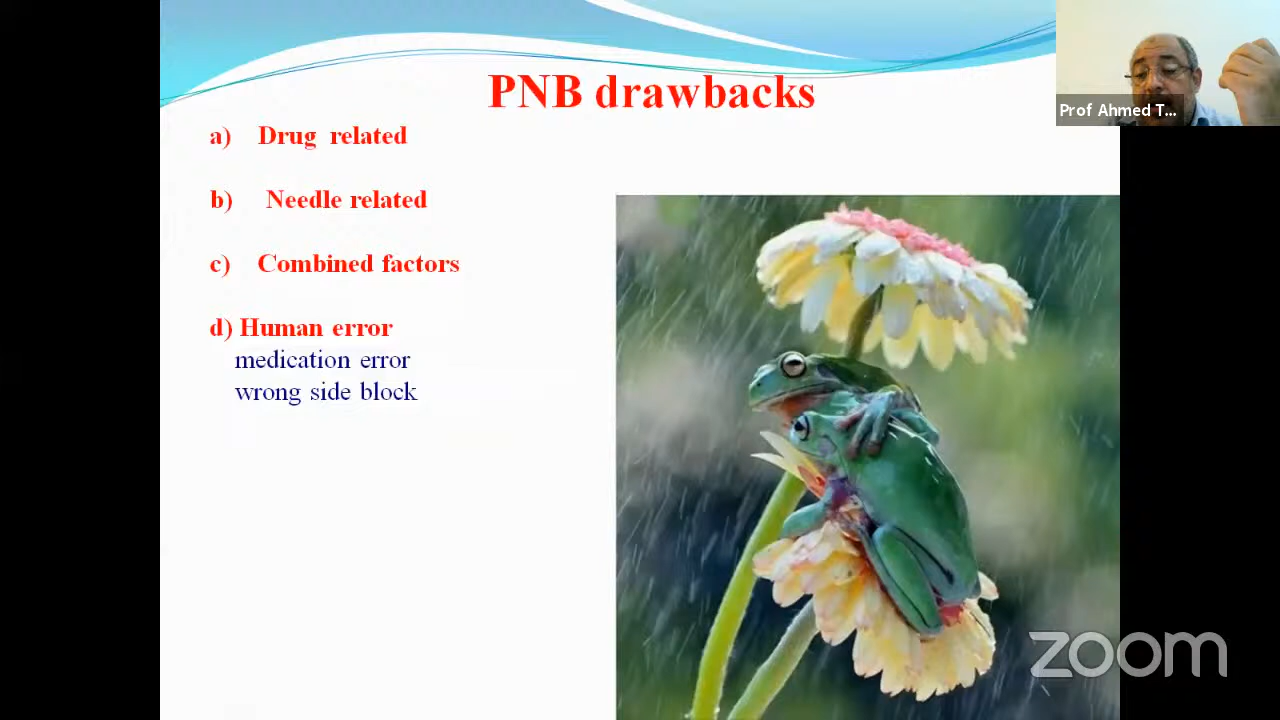 PNB drawbacks
a) Drug related
b) Needle related
c) Combined factors
d) Human error
medication error
wrong side block
Prof Ahmed T...
zoom